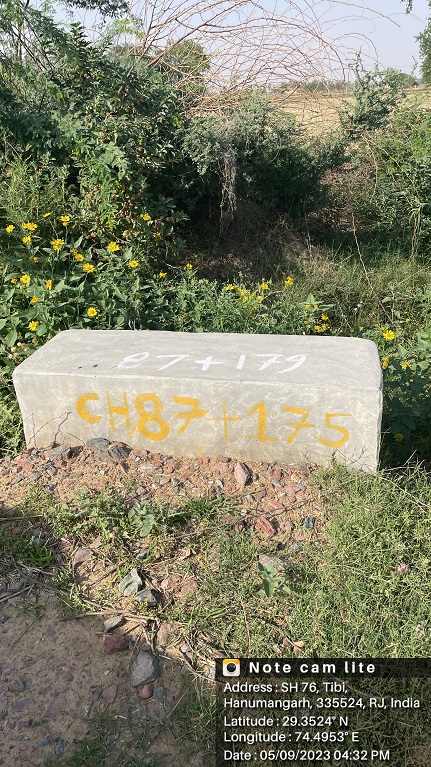 87+179
CH87+175
Note cam lite
Address : SH 76, Tibi,
Hanumangarh, 335524, RJ, India
Latitude : 29.3524° N
Longitude : 74.4953° E
Date : 05/09/2023 04:32 PM